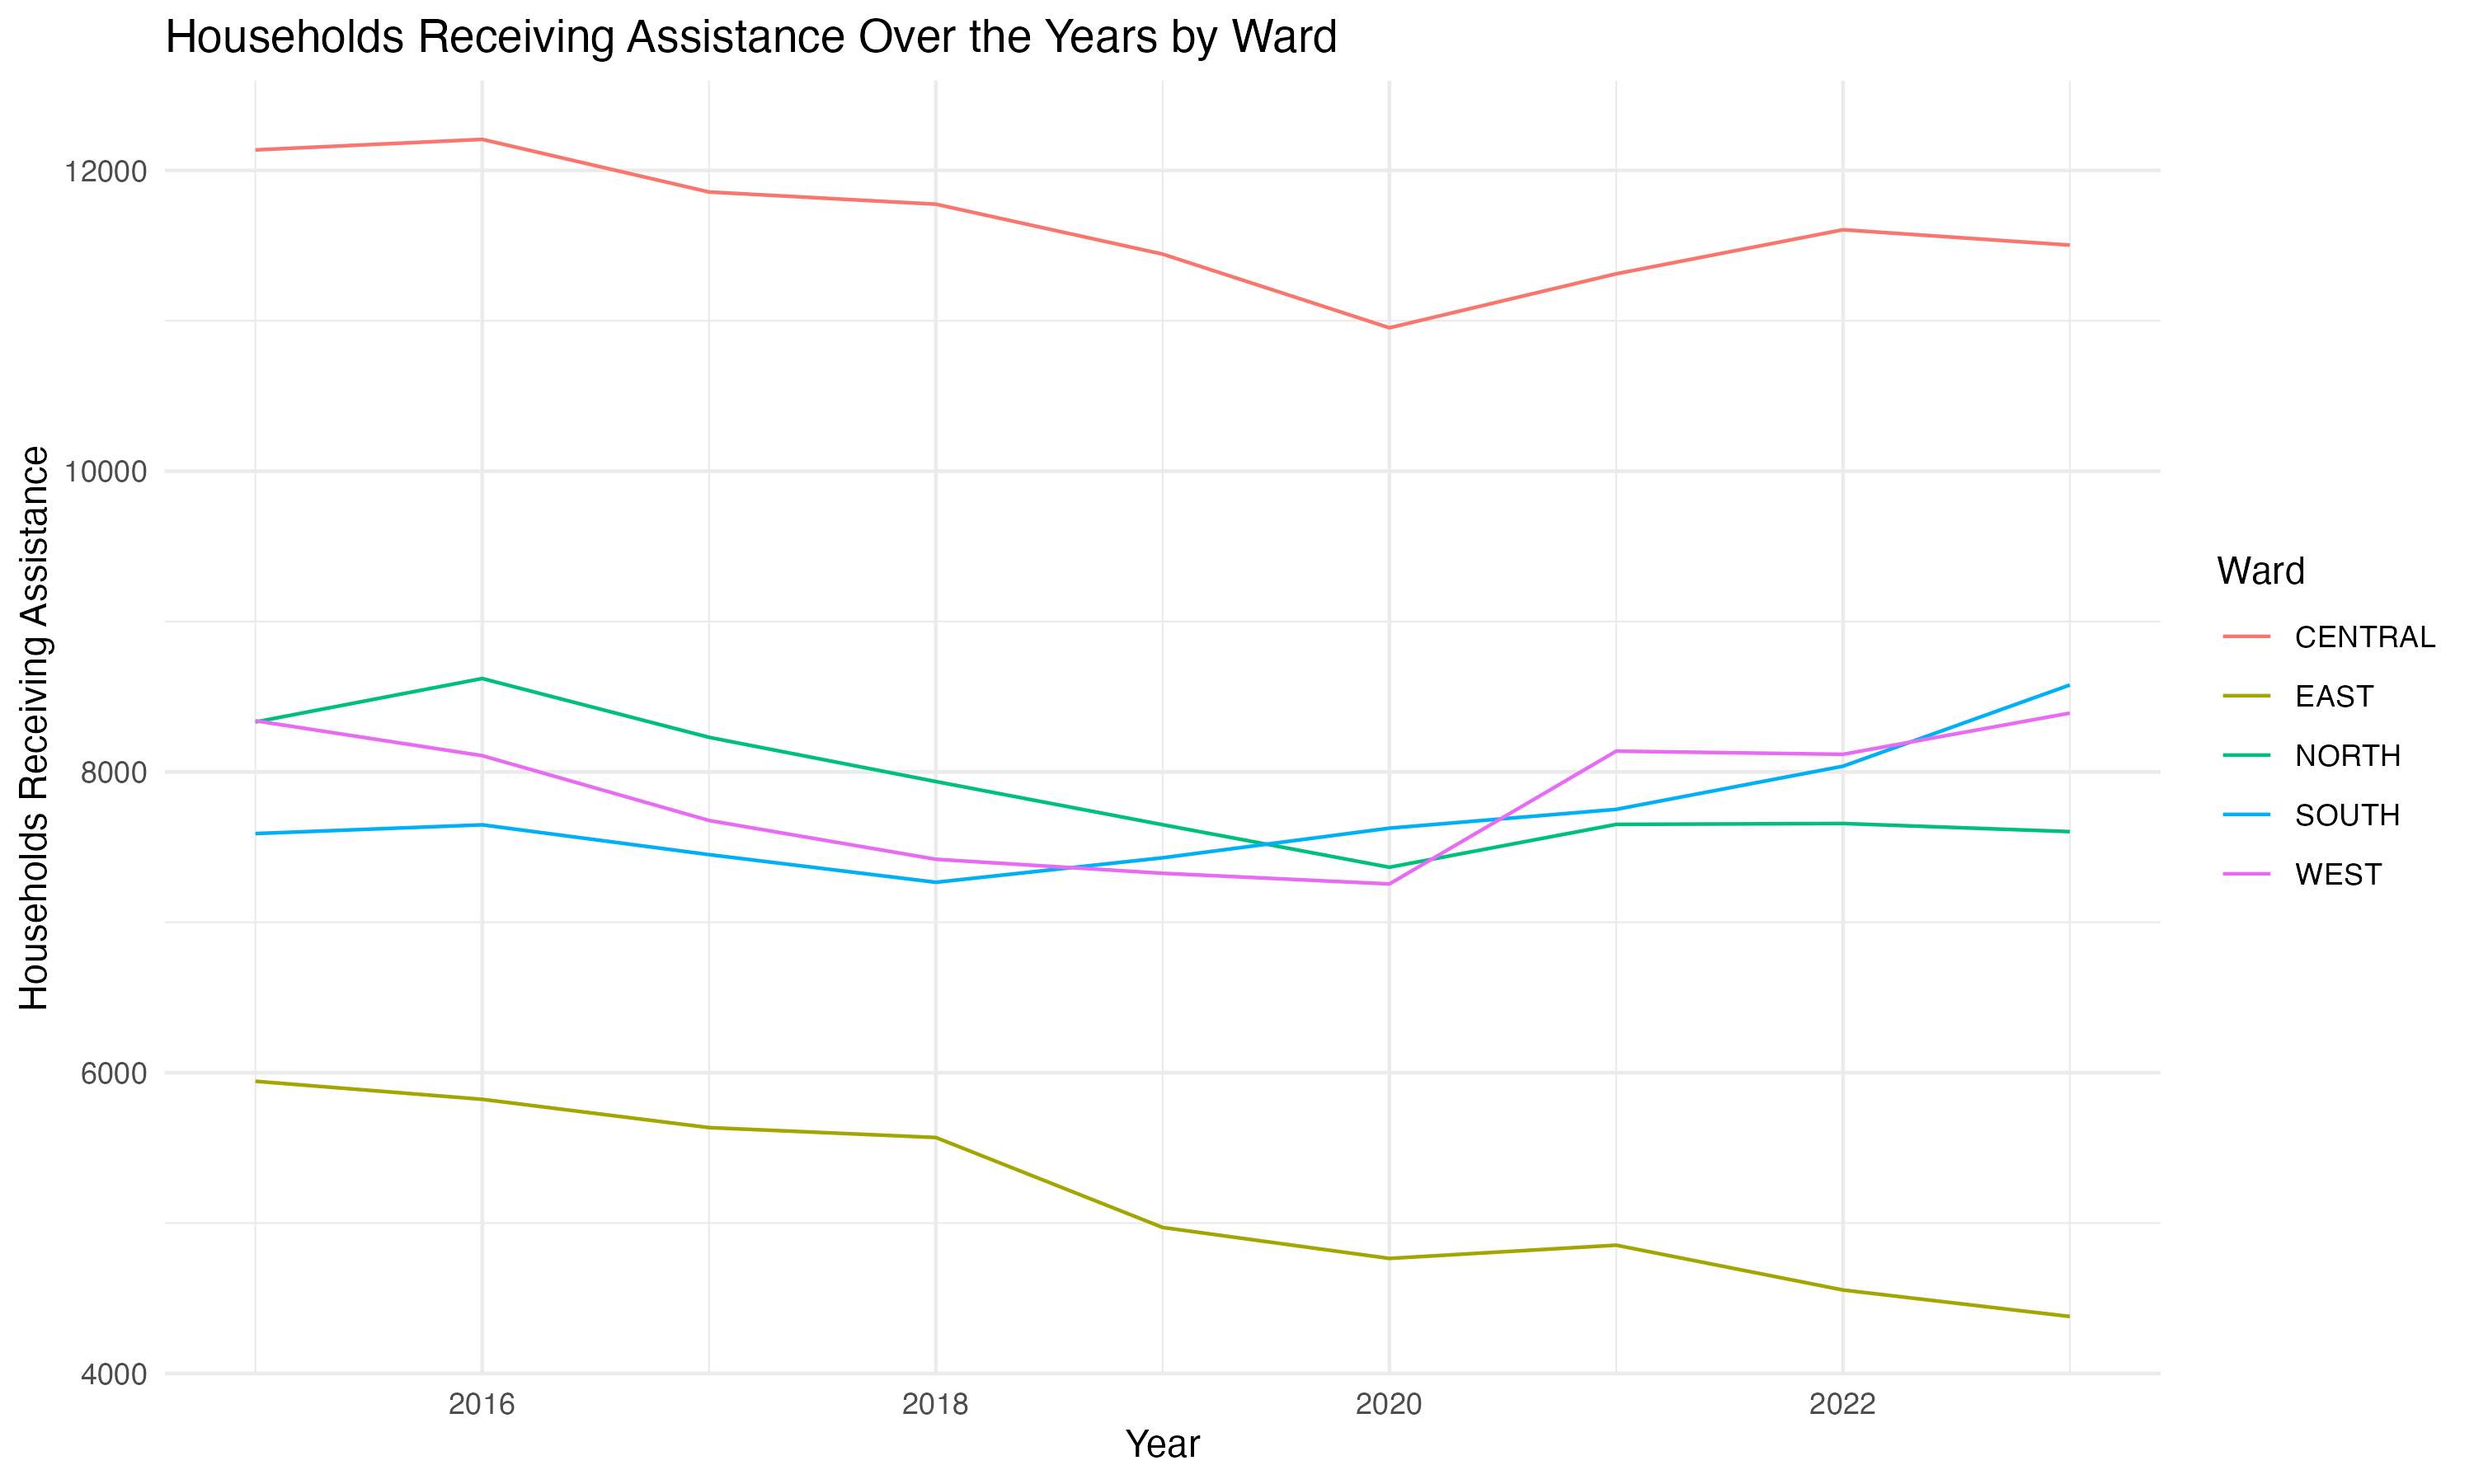 Households Receiving Assistance Over the Years by Ward
Households Receiving Assistance
12000
10000
8000
6000
4000
2016
2018
2020
2022
Year
Ward
CENTRAL
EAST
NORTH
SOUTH
WEST